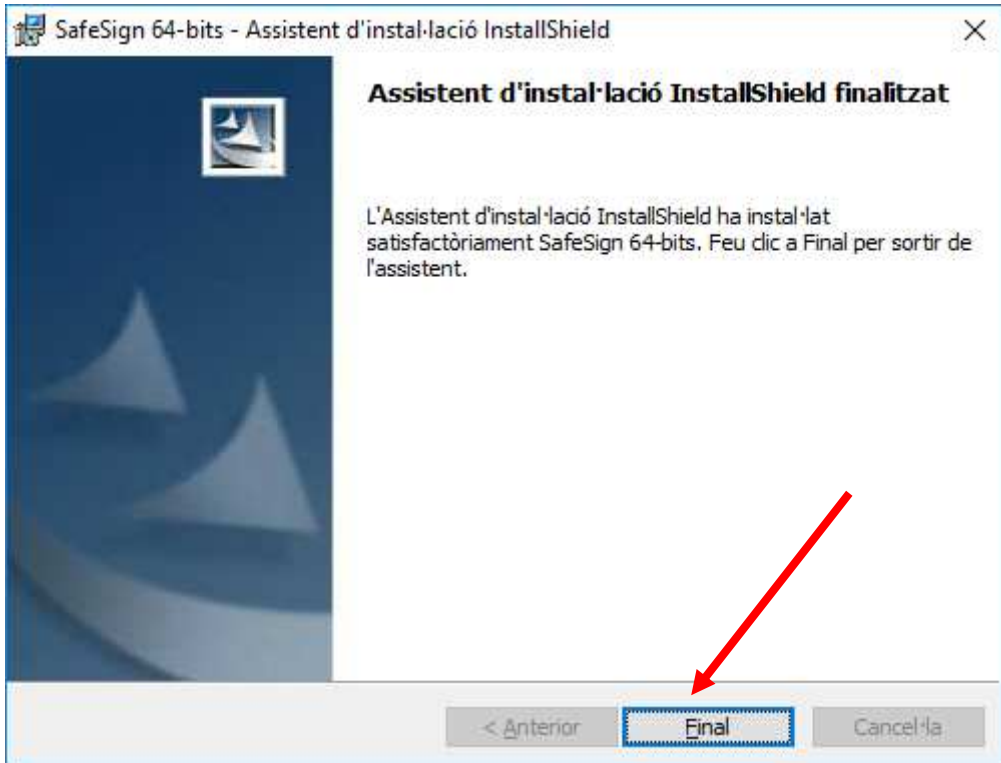 SafeSign 64-bits - Assistent d'instal·lació InstallShield
Assistent d'instal·lació InstallShield finalitzat
L'Assistent d'instal·lació InstallShield ha instal·lat
satisfactòriament SafeSign 64-bits. Feu clic a Final per sortir de
l'assistent.
< Anterior
Final
Cancel·la